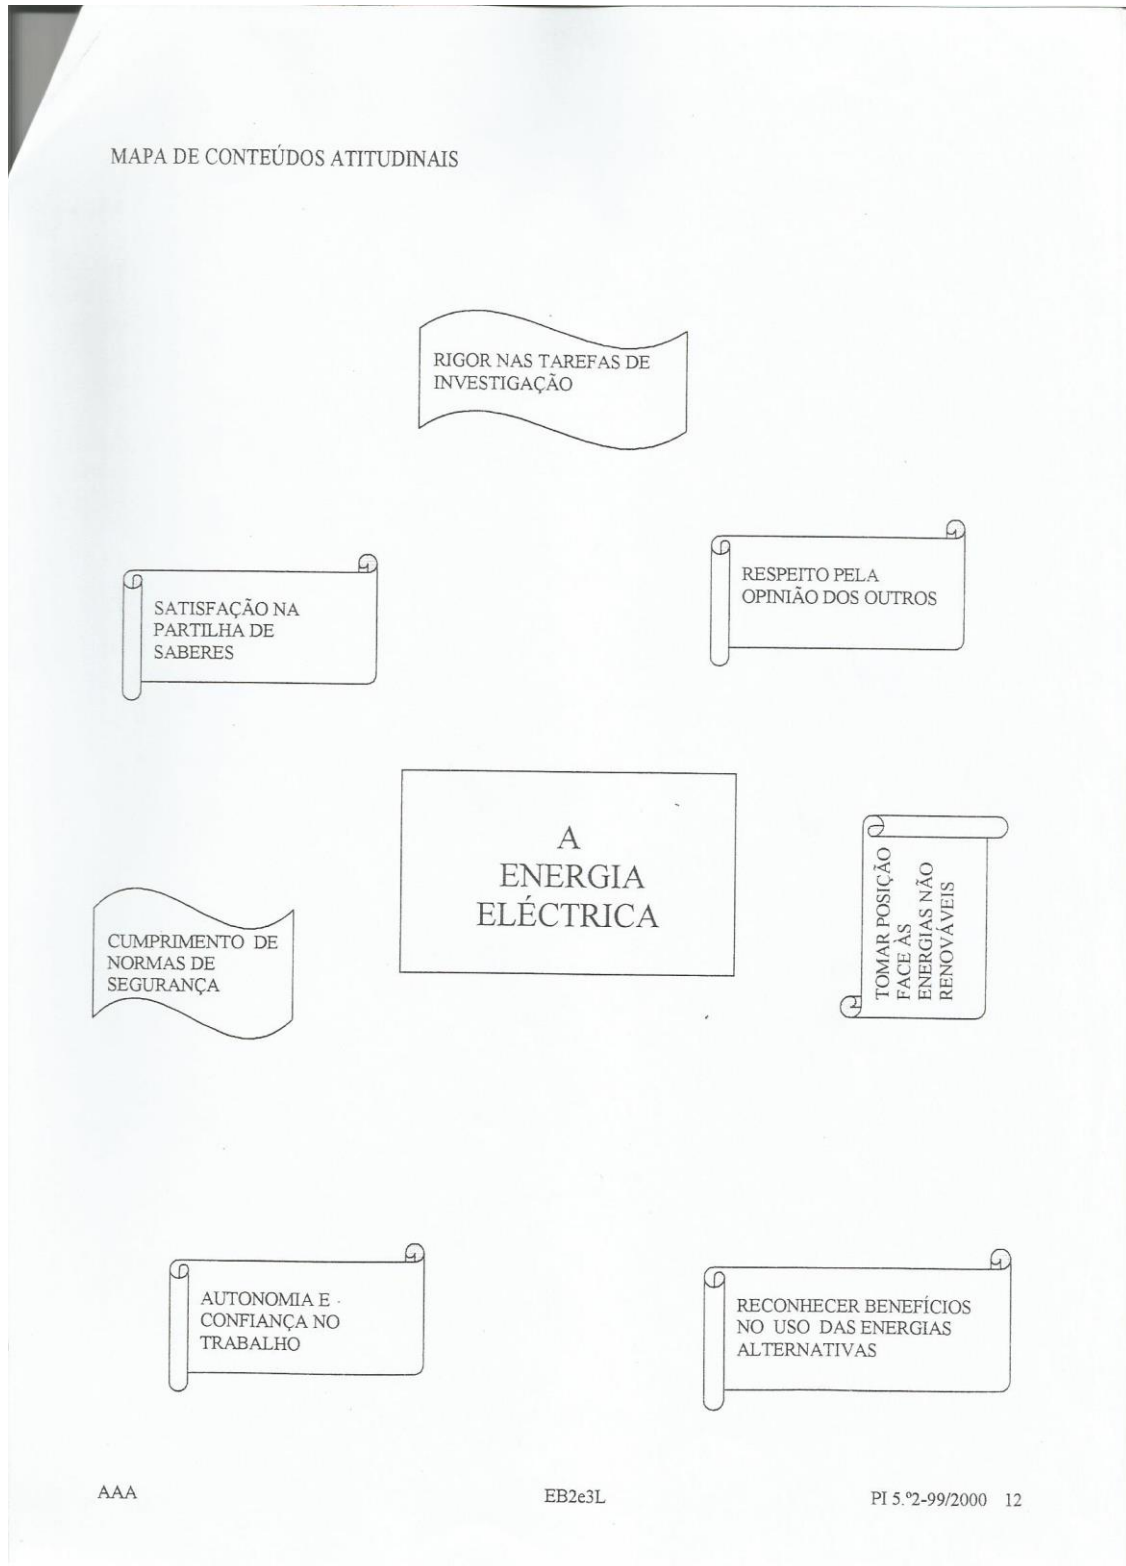 MAPA DE CONTEÚDOS ATITUDINAIS
RIGOR NAS TAREFAS DE
INVESTIGAÇÃO
SATISFAÇÃO NA
PARTILHA DE
SABERES
RESPEITO PELA
OPINIÃO DOS OUTROS
A
ENERGIA
ELÉCTRICA
TOMAR POSIÇÃO
FACE ÀS
ENERGIAS NÃO
RENOVÁVEIS
CUMPRIMENTO DE
NORMAS DE
SEGURANÇA
AUTONOMIA E
CONFIANÇA NO
TRABALHO
RECONHECER BENEFÍCIOS
NO USO DAS ENERGIAS
ALTERNATIVAS
AAA EB2e3L PI 5.º2-99/2000 12